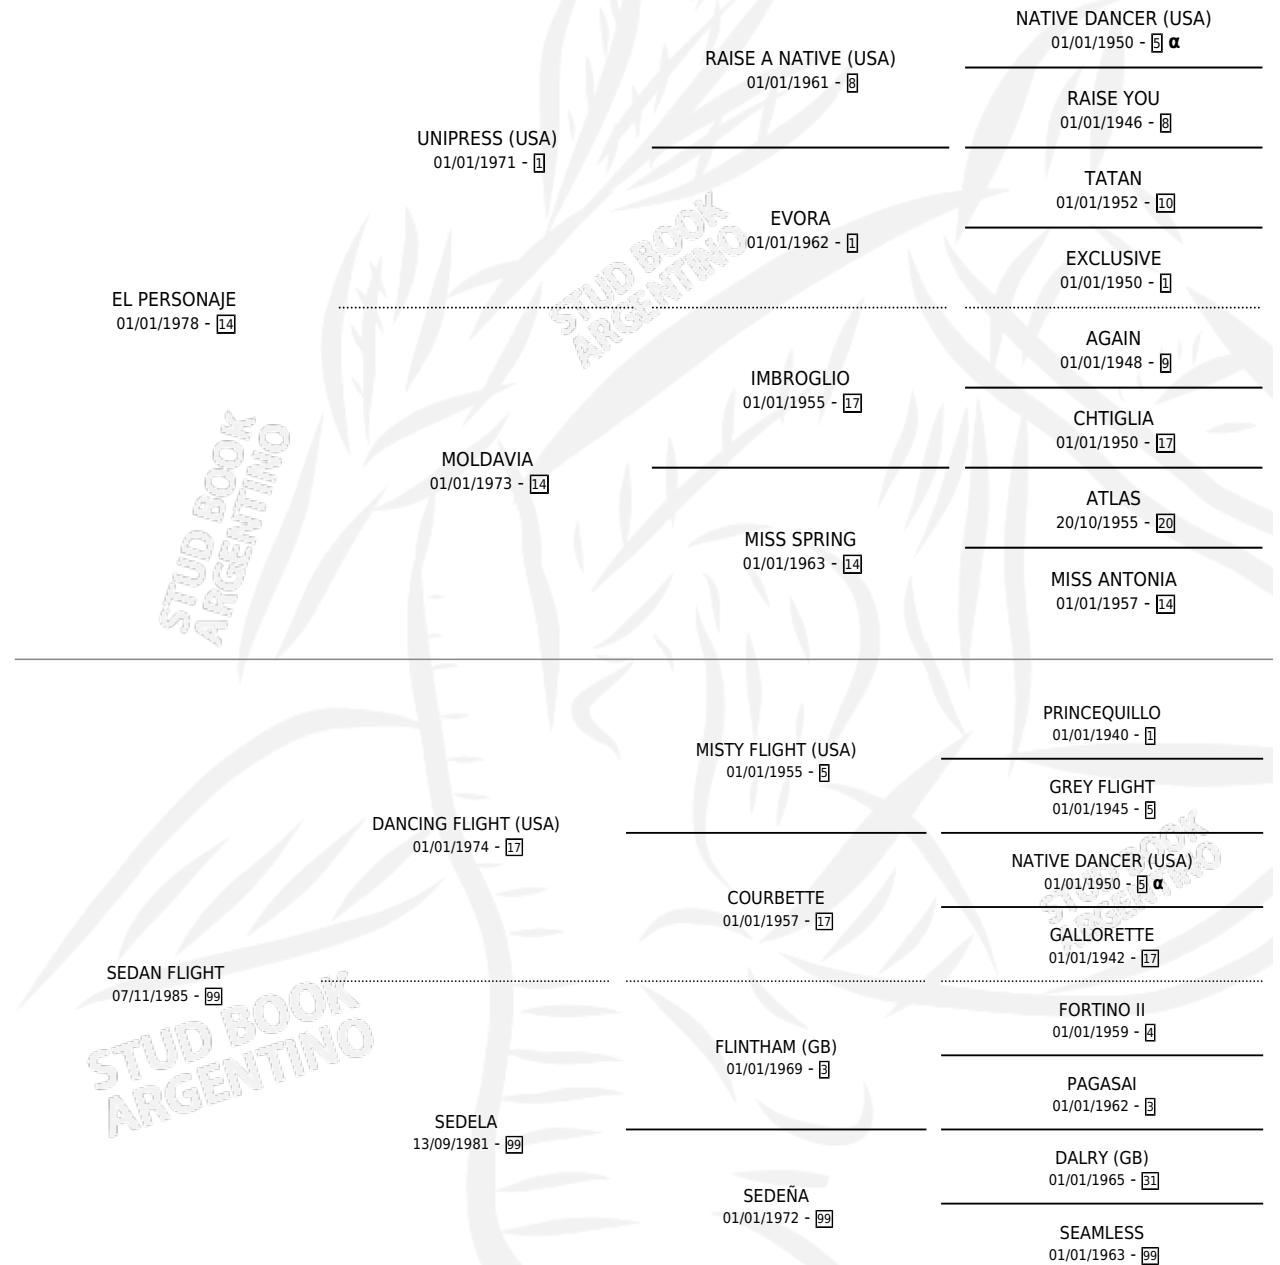 NATIVE DANCER (USA)
01/01/1950 - 5 α
RAISE A NATIVE (USA)
01/01/1961 - 8
RAISE YOU
01/01/1946 - 8
UNIPRESS (USA)
01/01/1971 - 1
TATAN
01/01/1952 - 10
EVORA
01/01/1962 - 1
EXCLUSIVE
01/01/1950 - 1
EL PERSONAJE
01/01/1978 - 14
AGAIN
01/01/1948 - 9
IMBROGLIO
01/01/1955 - 17
CHTIGLIA
01/01/1950 - 17
MOLDAVIA
01/01/1973 - 14
ATLAS
20/10/1955 - 20
MISS SPRING
01/01/1963 - 14
MISS ANTONIA
01/01/1957 - 14
PRINCEQUILLO
01/01/1940 - 1
MISTY FLIGHT (USA)
01/01/1955 - 5
GREY FLIGHT
01/01/1945 - 5
DANCING FLIGHT (USA)
01/01/1974 - 17
NATIVE DANCER (USA)
01/01/1950 - 5 α
COURBETTE
01/01/1957 - 17
GALLORETTE
01/01/1942 - 17
SEDAN FLIGHT
07/11/1985 - 99
FORTINO II
01/01/1959 - 4
FLINTHAM (GB)
01/01/1969 - 3
PAGASAI
01/01/1962 - 3
SEDELA
13/09/1981 - 99
DALRY (GB)
01/01/1965 - 31
SEDEÑA
01/01/1972 - 99
SEAMLESS
01/01/1963 - 99
STUD BOOK
ARGENTINO
STUD BOOK
ARGENTINO
STUD BOOK
ARGENTINO
STUD BOOK
ARGENTINO